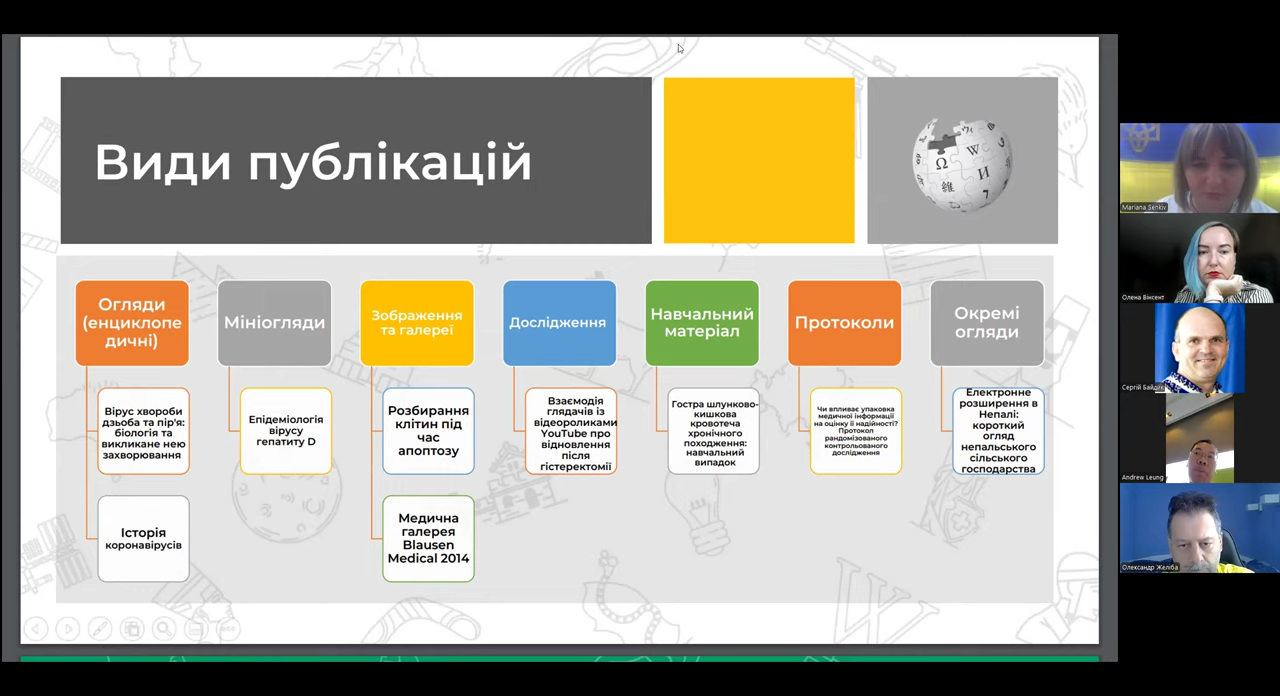 Види публікацій
Огляди
(енциклопе
дичні)
Мініогляди
Зображення
та галереї
Дослідження
Навчальний
матеріал
Протоколи
Окремі
огляди
Вірус хвороби
дзьоба та пір'я:
біологія та
викликане нею
захворювання
Епідеміологія
вірусу
гепатиту D
Розбирання
клітин під
час
апоптозу
Взаємодія
глядачів із
відеороликами
YouTube про
відновлення
після
гістеректомії
Гостра шлунково-
кишкова
кровотеча
хронічного
походження:
навчальний
випадок
Чи впливає упаковка
медичної інформації
на оцінку її надійності?
Протокол
рандомізованого
контрольованого
дослідження
Електронне
розширення в
Непалі:
короткий
огляд
непальського
сільського
господарства
Історія
коронавірусів
Медична
галерея
Blausen
Medical 2014
Ω
W
維
И
Mariana Senkiv
Олена Вінсент
Сергій Байдюк
Andrew Leung
Олександр Желіба